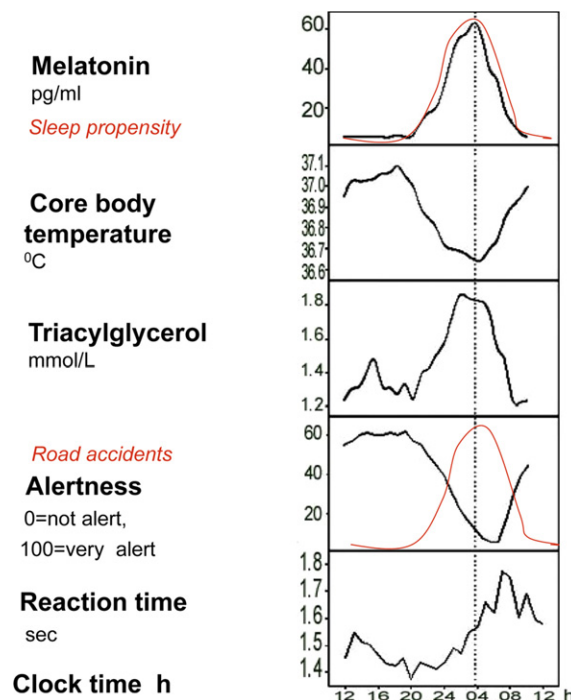 Melatonin
pg/ml
Sleep propensity
60
40
20
Core body
temperature
⁰C
37.1
37.0
36.9
36.8
36.7
36.6
Triacylglycerol
mmol/L
1.8
1.6
1.4
1.2
Road accidents
Alertness
0=not alert,
100=very alert
60
40
20
Reaction time
sec
1.8
1.7
1.6
1.5
1.4
Clock time h
12 16 20 24 04 08 12 h